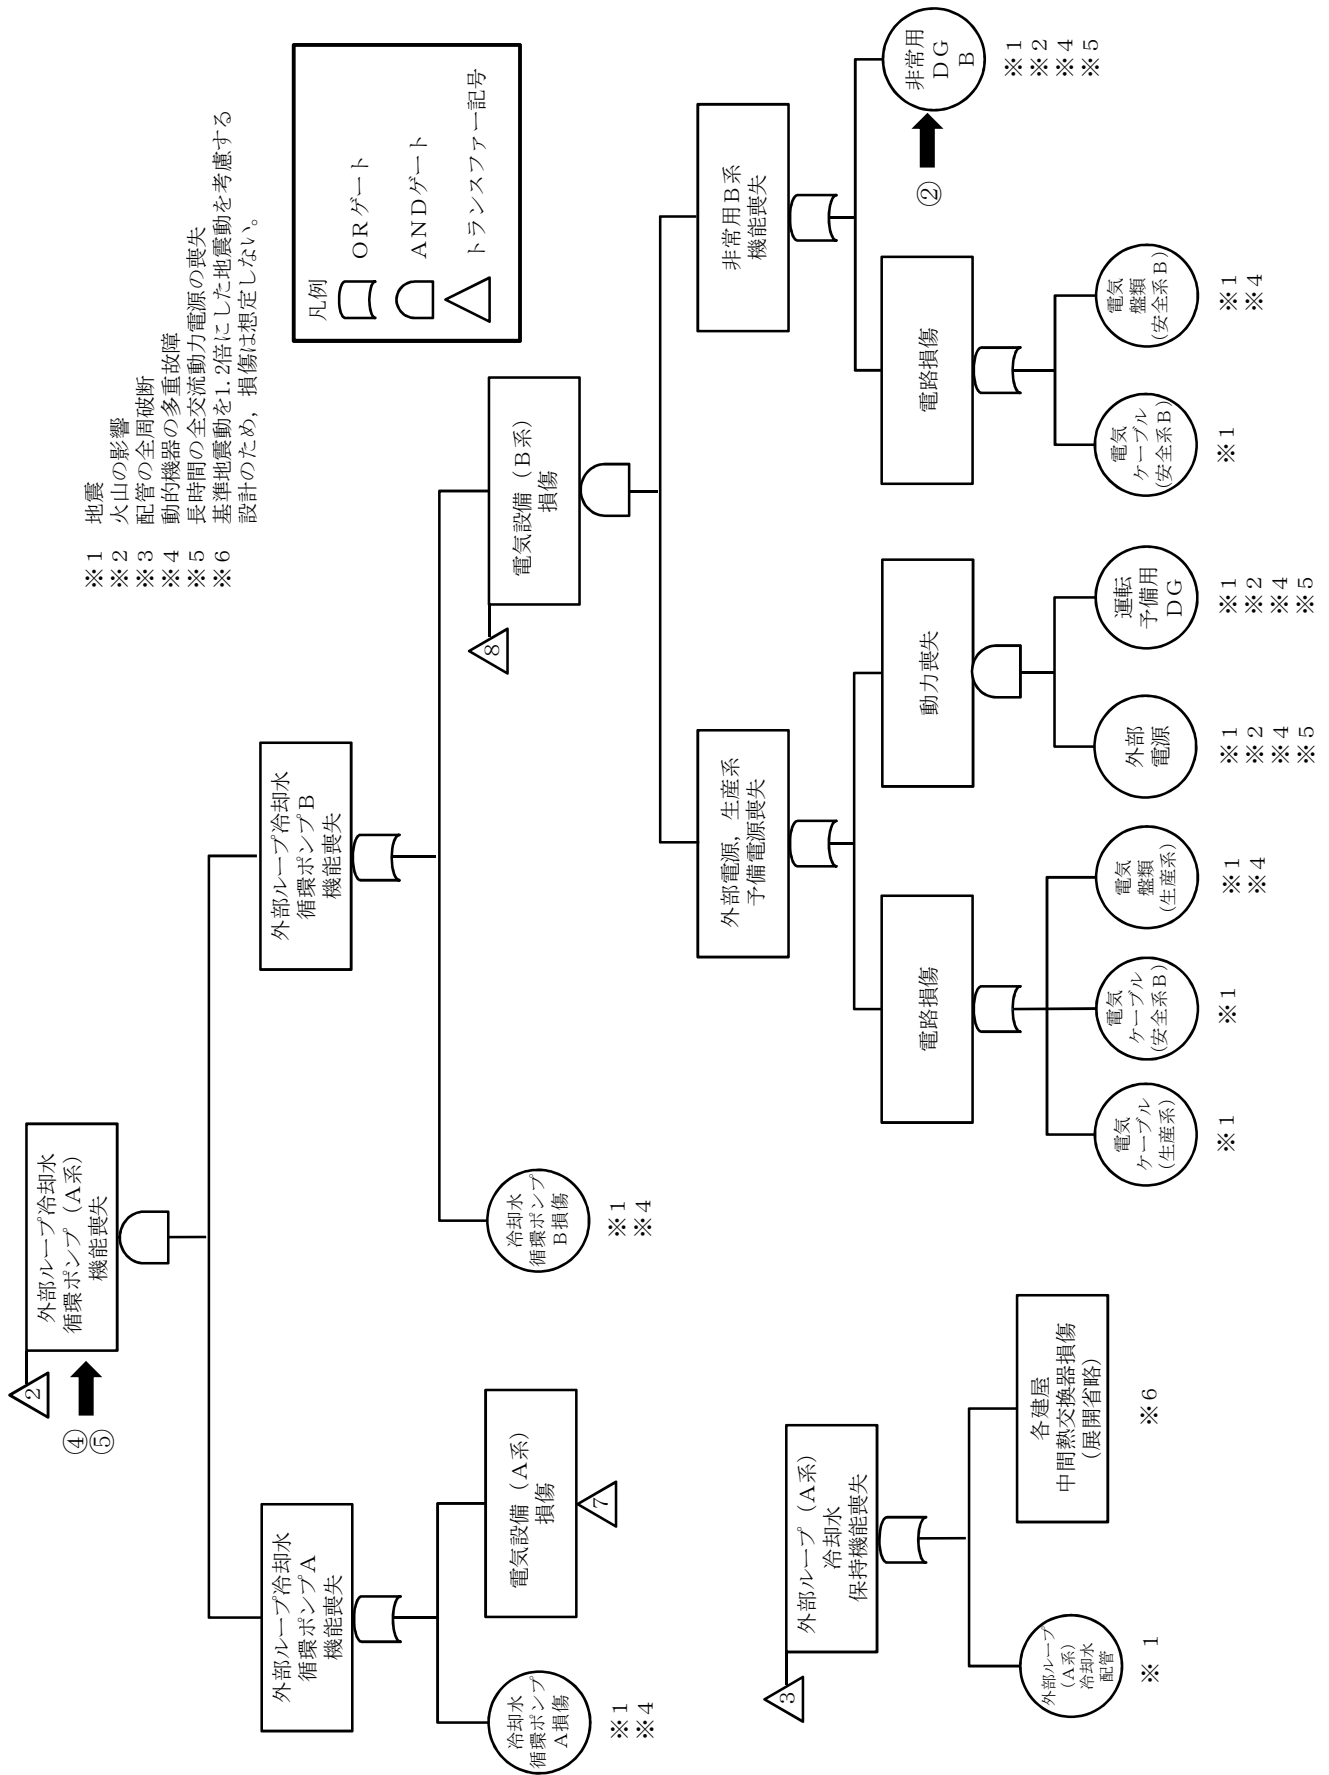 2
外部ループ冷却水
循環ポンプ（A系）
機能喪失
④
⑤
※1　地震
※2　火山の影響
※3　配管の全周破断
※4　動的機器の多重故障
※5　長時間の全交流動力電源の喪失
※6　基準地震動を1.2倍にした地震動を考慮する
設計のため，損傷は想定しない。
凡例
ORゲート
ANDゲート
トランスファー記号
外部ループ冷却水
循環ポンプA
機能喪失
外部ループ冷却水
循環ポンプB
機能喪失
冷却水
循環ポンプ
A損傷
※1
※4
電気設備（A系）
損傷
7
冷却水
循環ポンプ
B損傷
※1
※4
8
電気設備（B系）
損傷
外部電源，生産系
予備電源喪失
非常用B系
機能喪失
電路損傷
動力喪失
電路損傷
②
非常用
DG
B
※1
※2
※4
※5
電気
ケーブル
(生産系)
※1
電気
ケーブル
(安全系B)
※1
電気
盤類
(生産系)
※1
※4
外部
電源
※1
※2
※4
※5
運転
予備用
DG
※1
※2
※4
※5
電気
ケーブル
(安全系B)
※1
電気
盤類
(安全系B)
※1
※4
3
外部ループ（A系）
冷却水
保持機能喪失
外部ループ
(A系)
冷却水
配管
※1
各建屋
中間熱交換器損傷
(展開省略)
※6